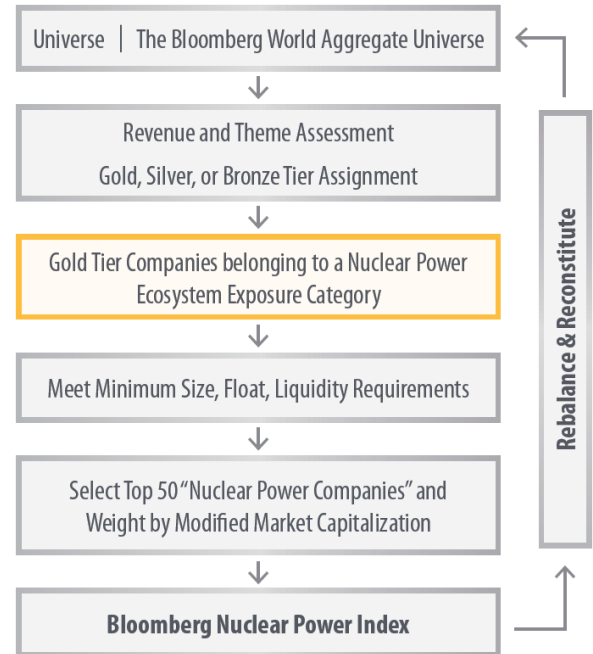 Universe | The Bloomberg World Aggregate Universe
Revenue and Theme Assessment
Gold, Silver, or Bronze Tier Assignment
Gold Tier Companies belonging to a Nuclear Power
Ecosystem Exposure Category
Meet Minimum Size, Float, Liquidity Requirements
Select Top 50 “Nuclear Power Companies” and
Weight by Modified Market Capitalization
Bloomberg Nuclear Power Index
Rebalance & Reconstitute